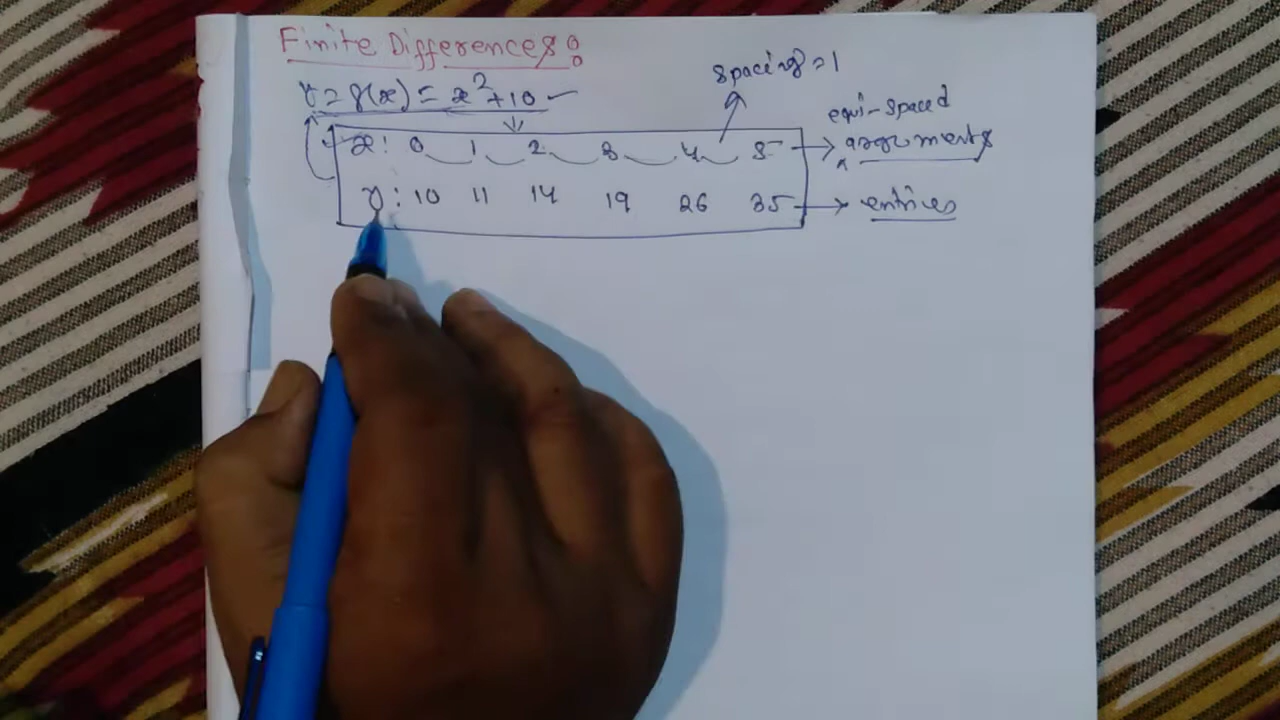 Finite Differences :
spacing = 1
y = f(x) = x² + 10
equi-spaced
x : 0 1 2 3 4 5 → arguments
y : 10 11 14 19 26 35 → entries